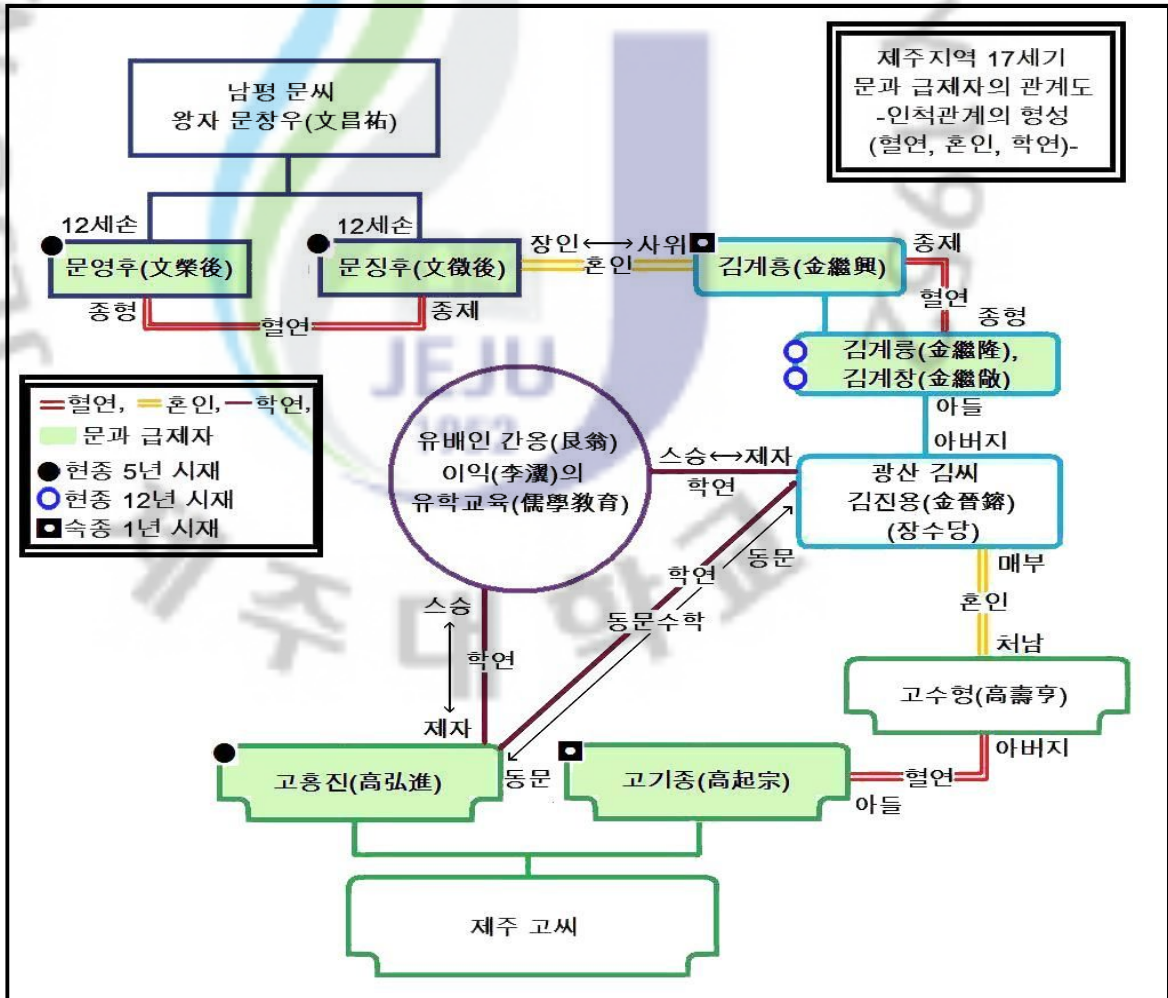 제주지역 17세기
문과 급제자의 관계도
-인척관계의 형성
(혈연, 혼인, 학연)-
남평 문씨
왕자 문창우(文昌祐)
12세손
12세손
문영후(文榮後)
문징후(文徵後)
장인↔사위
혼인
김계흥(金繼興)
종제
혈연
종형
종형
혈연
종제
김계륭(金繼隆),
김계창(金繼敞)
아들
아버지
광산 김씨
김진용(金晉鎔)
(장수당)
JEJU
1952
=혈연, =혼인, —학연,
문과 급제자
현종 5년 시재
현종 12년 시재
숙종 1년 시재
유배인 간옹(艮翁)
이익(李瀷)의
유학교육(儒學教育)
스승↔제자
학연
동문
학연
동문수학
동문
스승
학연
제자
매부
혼인
처남
고수형(高壽亨)
아버지
혈연
아들
고홍진(高弘進)
고기종(高起宗)
제주 고씨
제주대학교